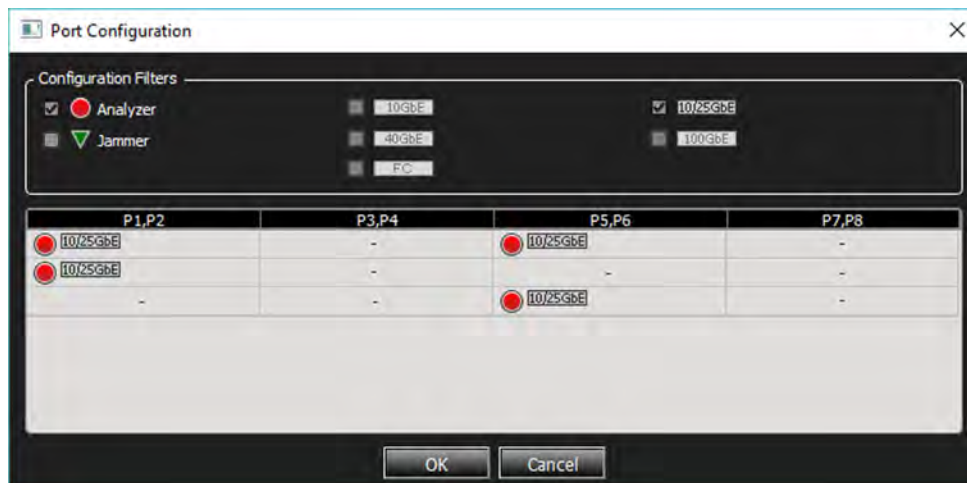 Port Configuration
Configuration Filters
Analyzer 10GbE 10/25GbE
Jammer 40GbE 100GbE
FC
P1,P2 P3,P4 P5,P6 P7,P8
10/25GbE - 10/25GbE -
10/25GbE - - -
- - 10/25GbE -
OK Cancel